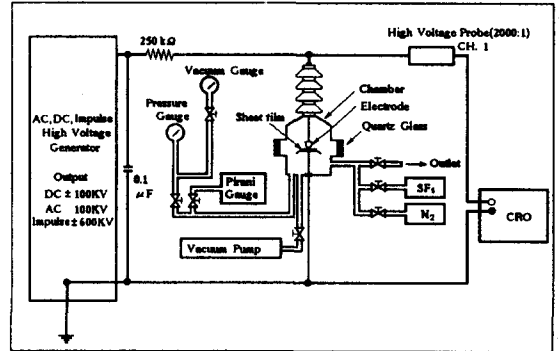 High Voltage Probe(2000:1)
CH. 1
250 kΩ
Vacuum Gauge
Pressure
Gauge
Chamber
Electrode
Sheet film
Quartz Glass
AC, DC, Impulse
High Voltage
Generator
Output
DC ± 100KV
AC 100KV
Impulse ± 600KV
0.1
μF
Pirani
Gauge
Outlet
SF₆
N₂
Vacuum Pump
CRO